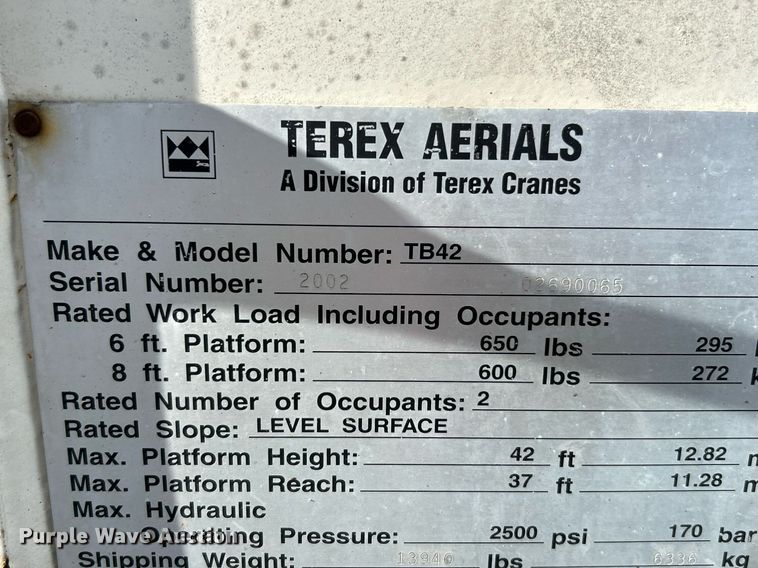 TEREX AERIALS
A Division of Terex Cranes
Make & Model Number: TB42
Serial Number: 2002 02690065
Rated Work Load Including Occupants:
6 ft. Platform: 650 lbs 295
8 ft. Platform: 600 lbs 272 k
Rated Number of Occupants: 2
Rated Slope: LEVEL SURFACE
Max. Platform Height: 42 ft 12.82 m
Max. Platform Reach: 37 ft 11.28 m
Max. Hydraulic
Operating Pressure: 2500 psi 170 bar
Shipping Weight: 13940 lbs 6336 kg
Purple Wave Auction